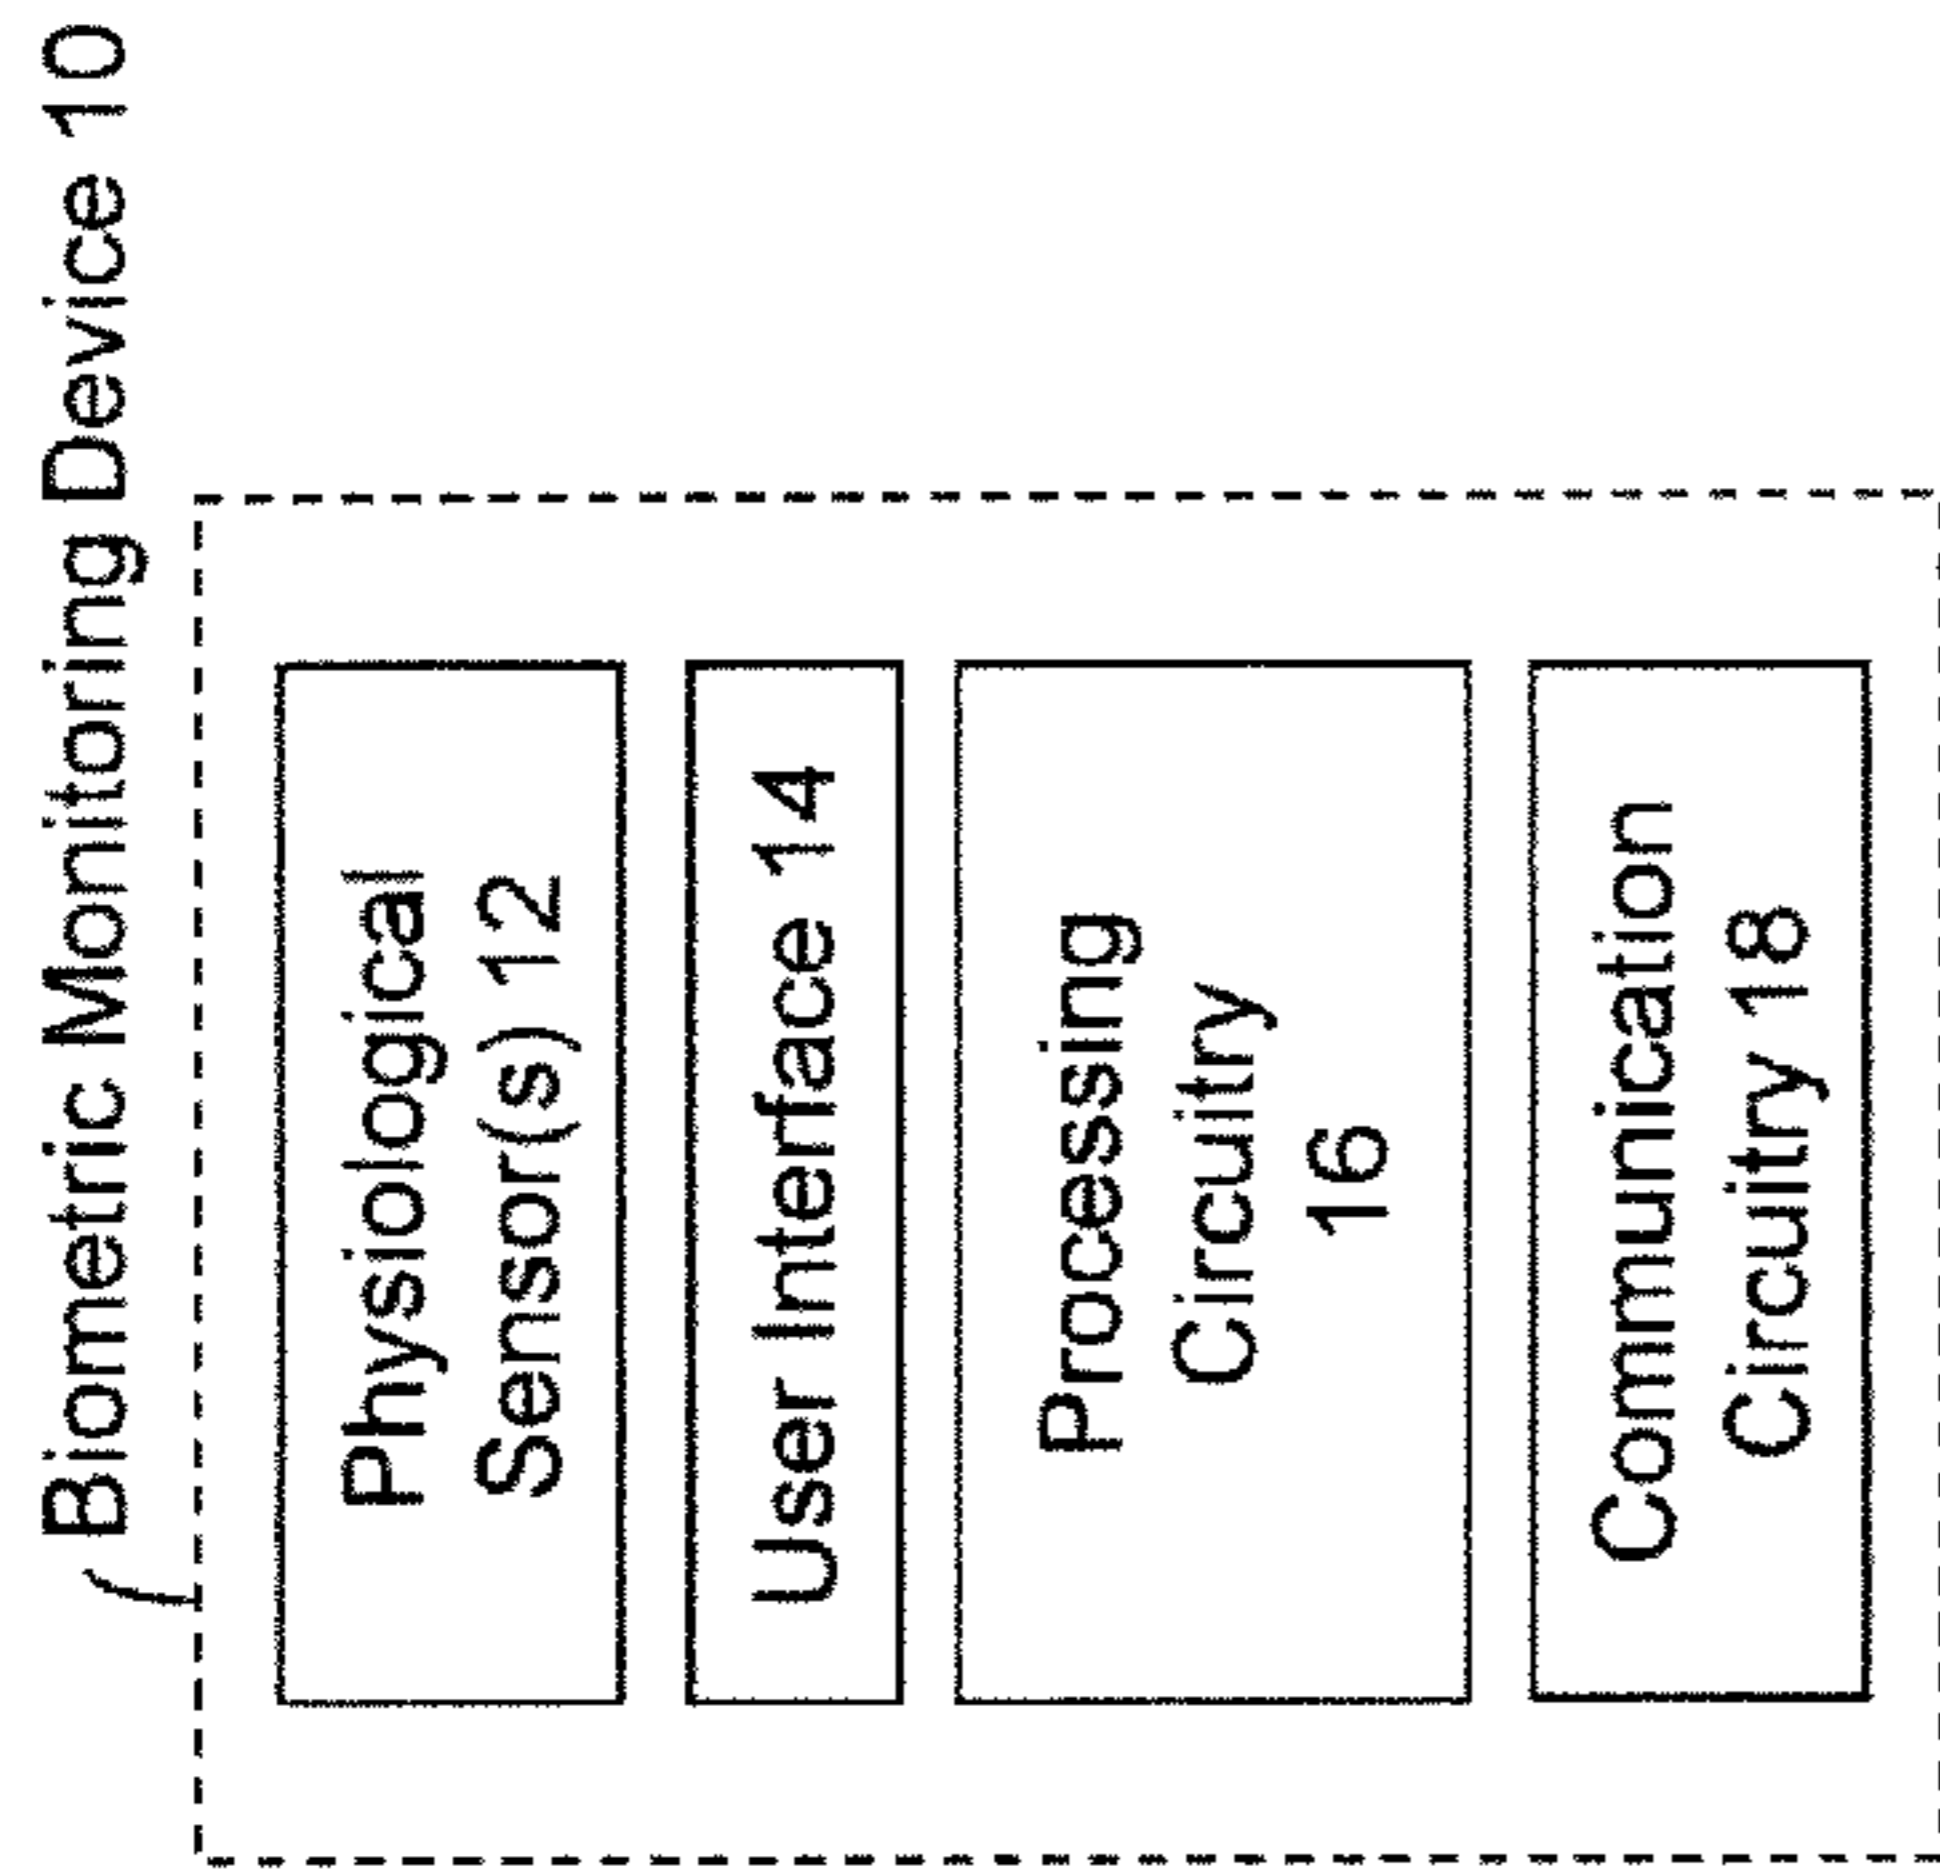 Biometric Monitoring Device 10
Physiological
Sensor(s) 12
User Interface 14
Processing
Circuitry
16
Communication
Circuitry 18